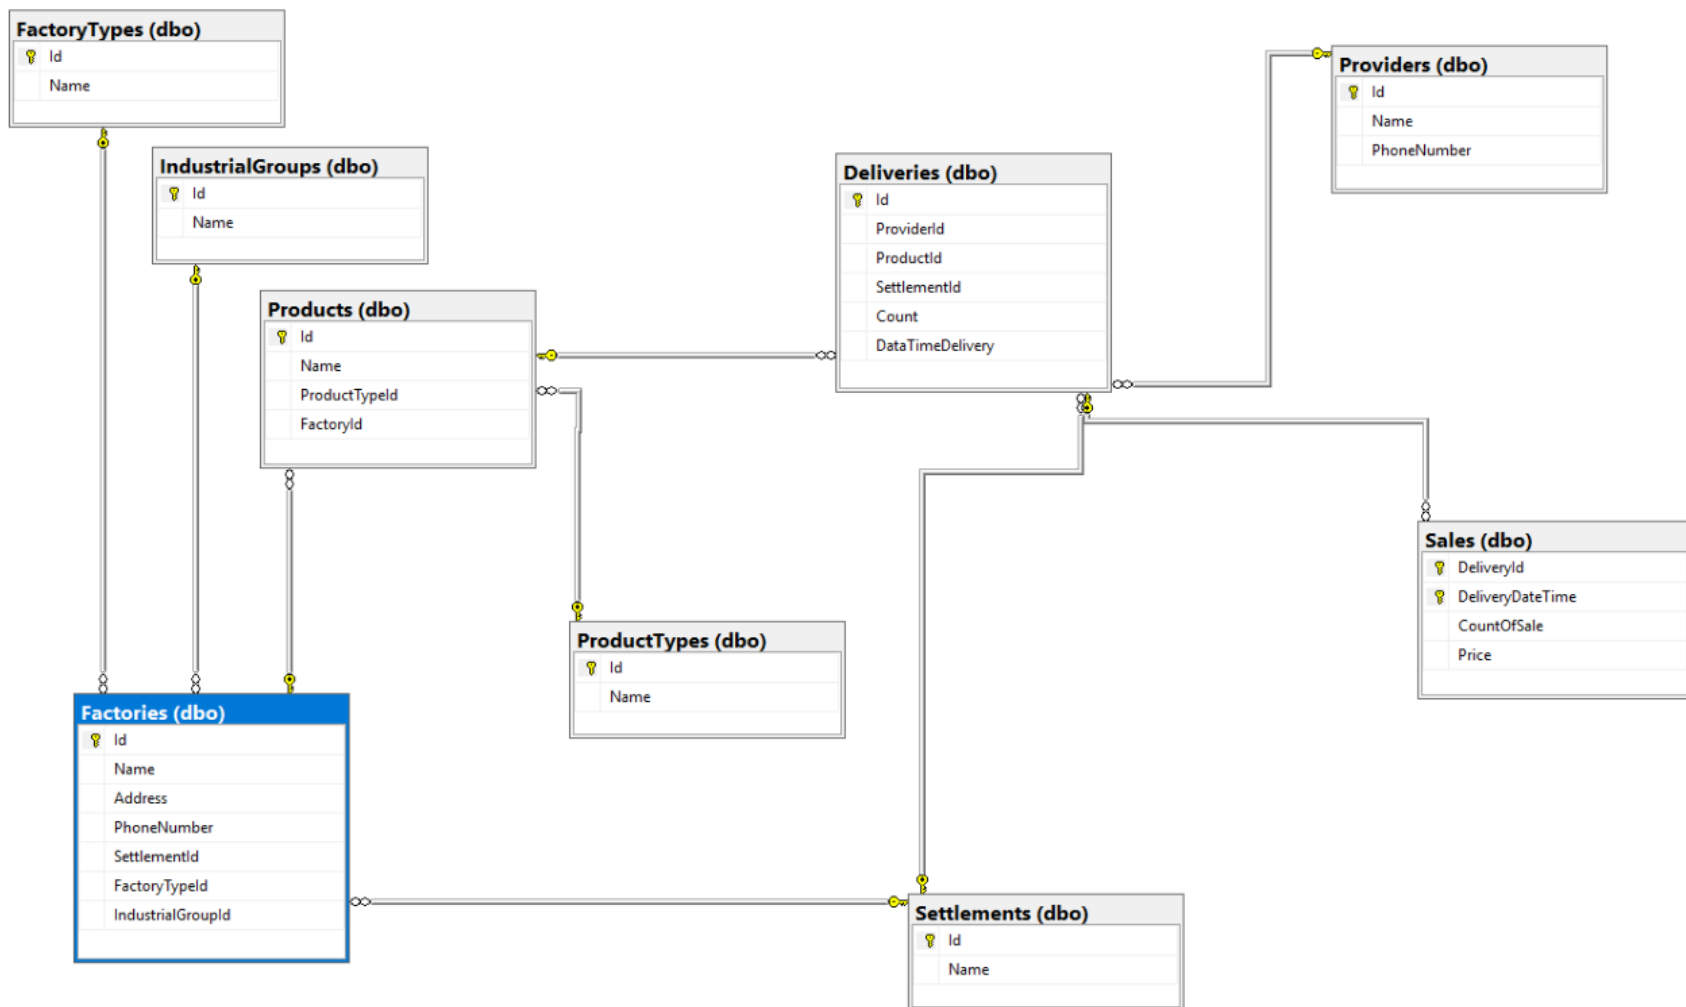 FactoryTypes (dbo)
Id
Name
IndustrialGroups (dbo)
Id
Name
Products (dbo)
Id
Name
ProductTypeId
FactoryId
Deliveries (dbo)
Id
ProviderId
ProductId
SettlementId
Count
DataTimeDelivery
Providers (dbo)
Id
Name
PhoneNumber
Sales (dbo)
DeliveryId
DeliveryDateTime
CountOfSale
Price
ProductTypes (dbo)
Id
Name
Factories (dbo)
Id
Name
Address
PhoneNumber
SettlementId
FactoryTypeId
IndustrialGroupId
Settlements (dbo)
Id
Name